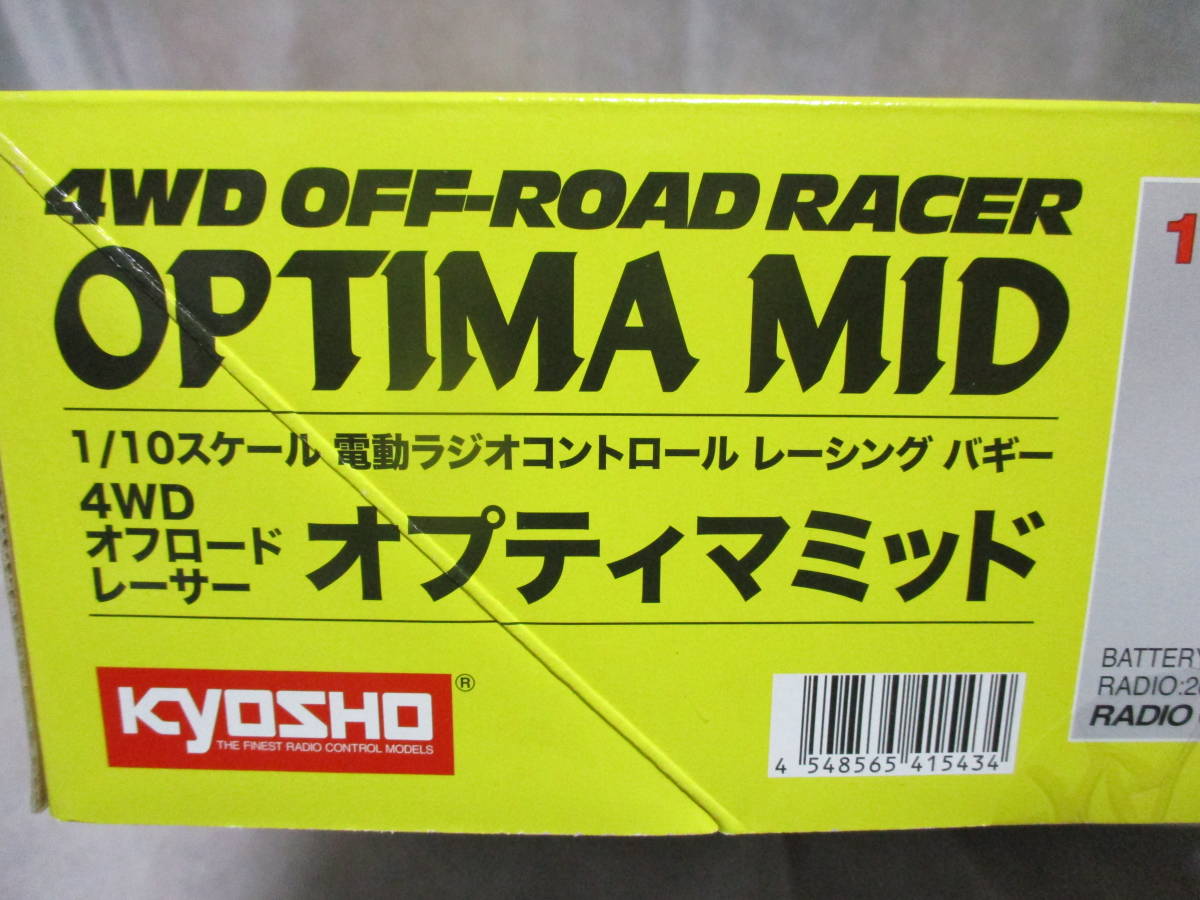 4WD OFF-ROAD RACER
OPTIMA MID
1/10スケール 電動ラジオコントロール レーシング バギー
4WD
オフロード
レーサー
オプティマミッド
KYOSHO®
THE FINEST RADIO CONTROL MODELS
4 548565 415434
1
BATTERY
RADIO:2
RADIO